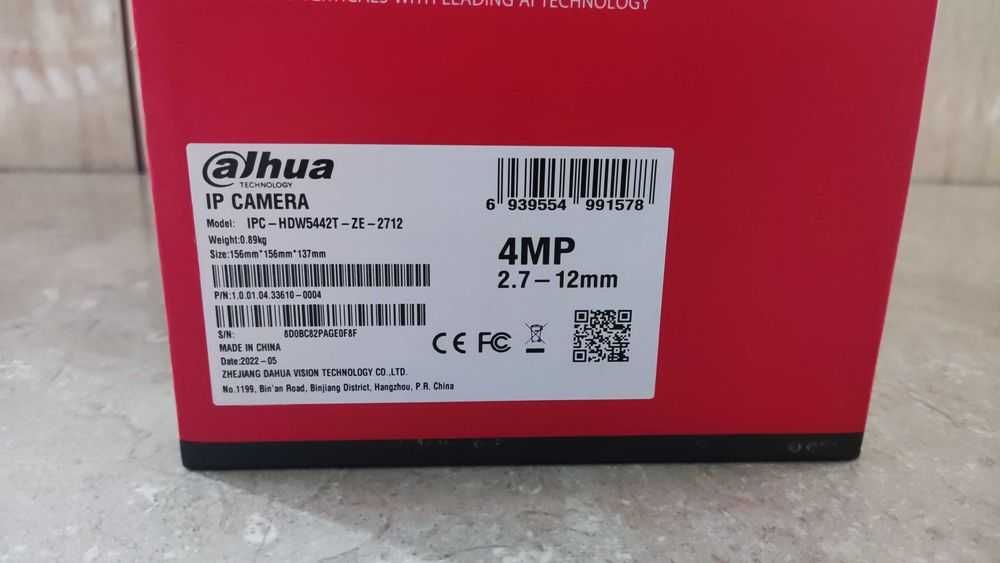 WITH LEADING AI TECHNOLOGY
alhua
TECHNOLOGY
IP CAMERA
Model: IPC-HDW5442T-ZE-2712
Weight:0.89kg
Size:156mm*156mm*137mm
P/N:1.0.01.04.33610-0004
S/N: 8D0BC82PAGE0F8F
MADE IN CHINA
Date:2022-05
ZHEJIANG DAHUA VISION TECHNOLOGY CO.,LTD.
No.1199, Bin'an Road, Binjiang District, Hangzhou, P.R. China
6 939554 991578
4MP
2.7-12mm
CE FC